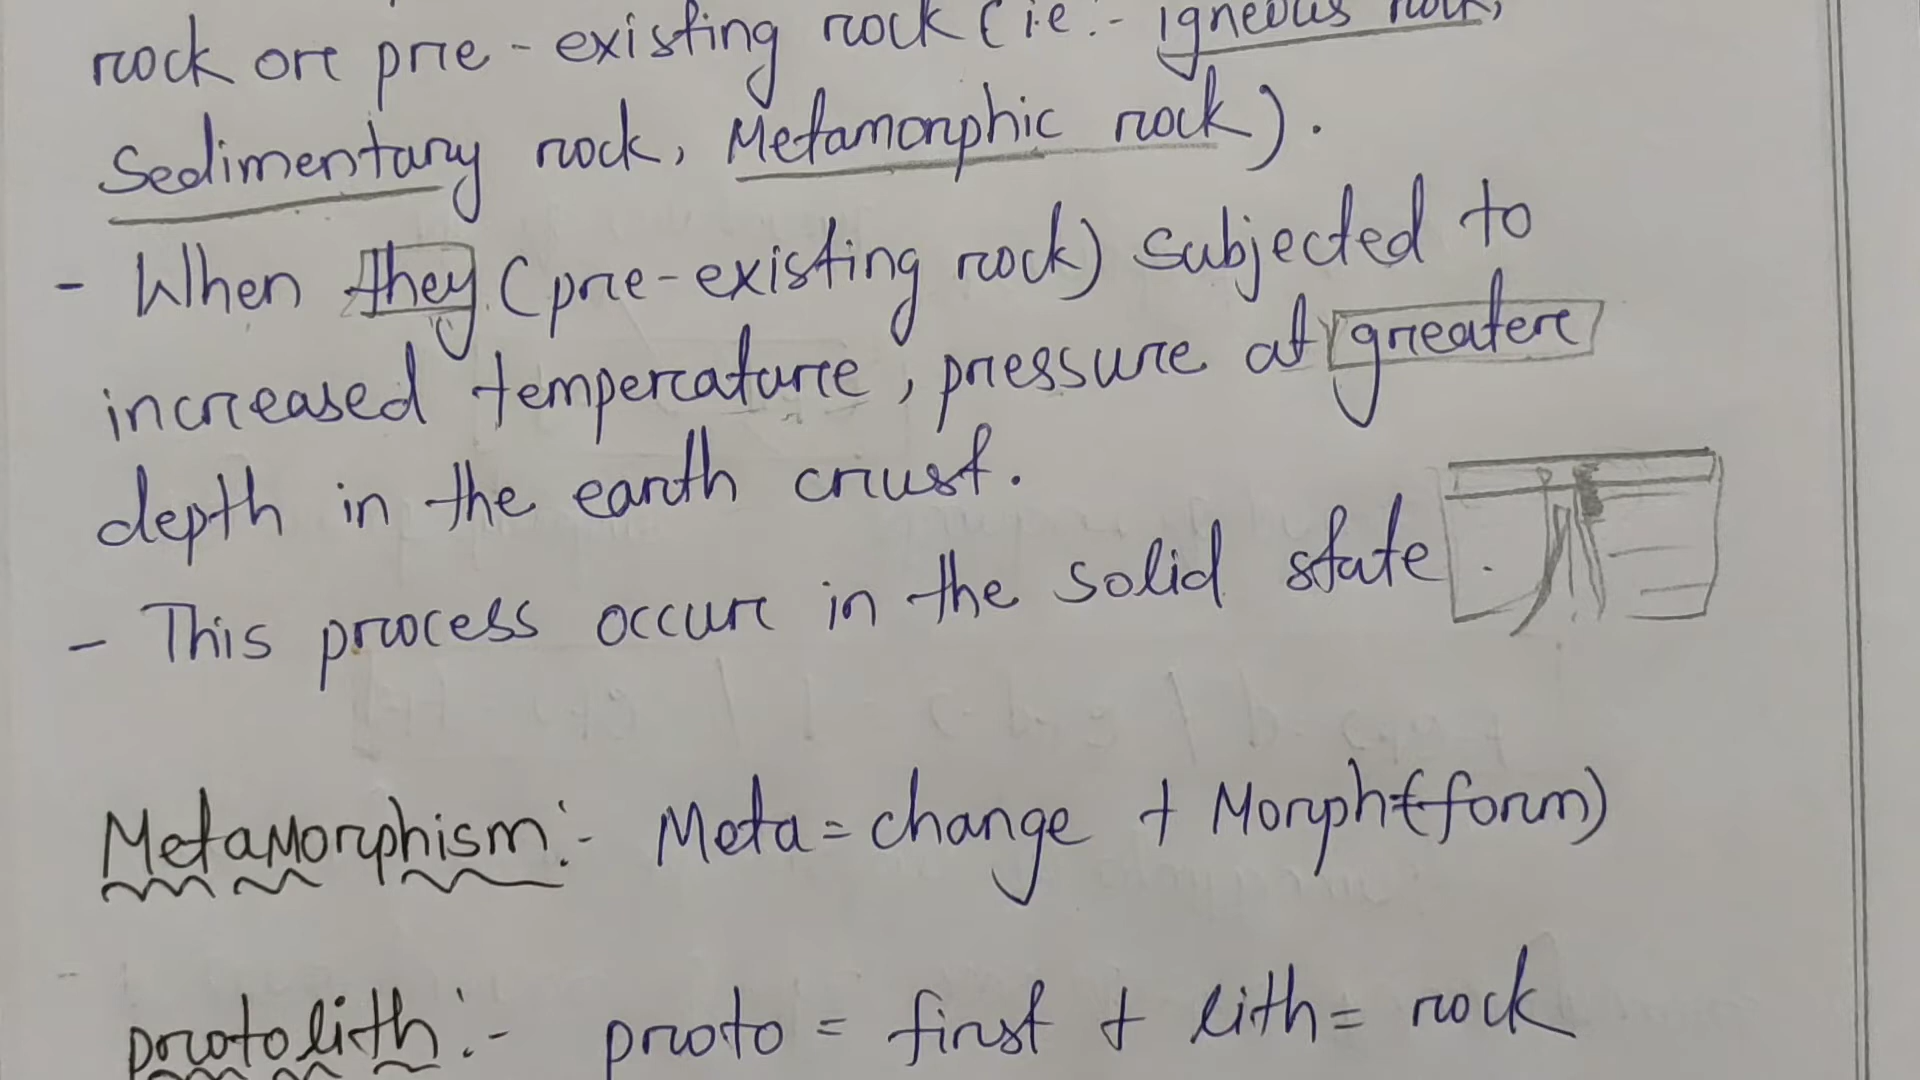 rock or pre-existing rock (i.e:- igneous rock,
Sedimentary rock, Metamorphic rock).
- When they (pre-existing rock) subjected to
increased temperature, pressure at greater
depth in the earth crust.
- This process occur in the solid state.
Metamorphism:- Meta=change + Morph(form)
protolith:- proto = first + lith= rock